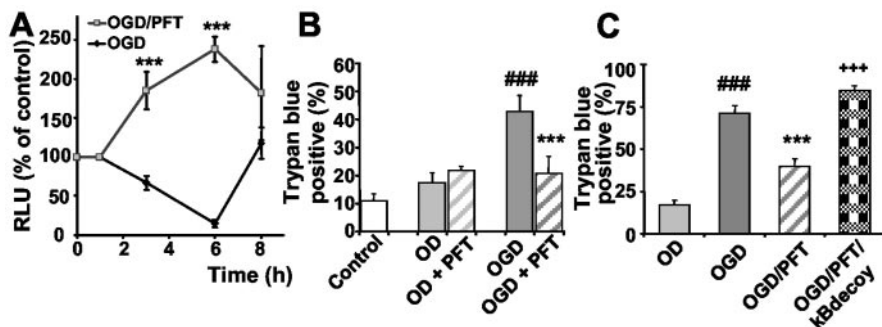 A
OGD/PFT
OGD
***
***
250
200
150
100
50
0
RLU (% of control)
0 2 4 6 8
Time (h)
B
60
50
40
30
20
10
0
Trypan blue
positive (%)
###
***
Control
OD
OD + PFT
OGD
OGD + PFT
C
100
75
50
25
0
Trypan blue
positive (%)
###
***
+++
OD
OGD
OGD/PFT
OGD/PFT/
kBdecoy